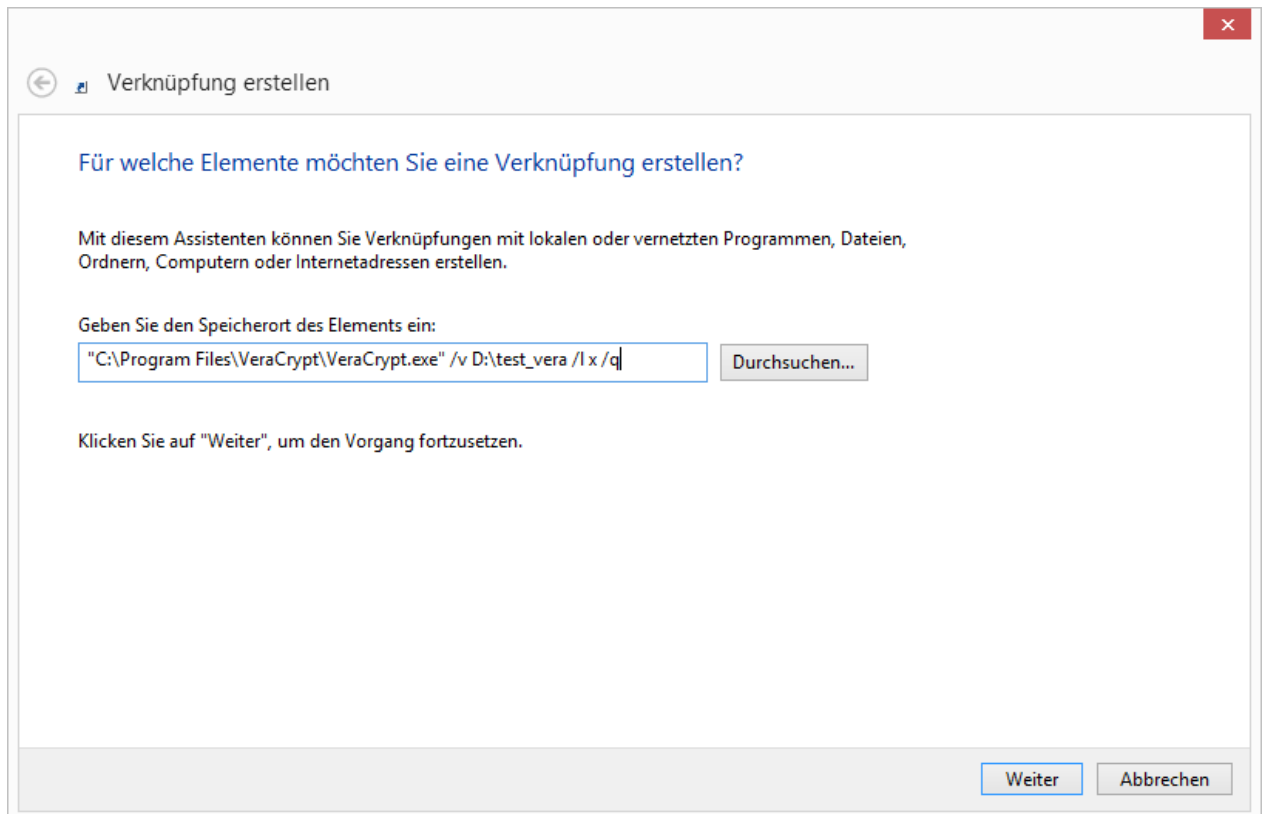 Verknüpfung erstellen
Für welche Elemente möchten Sie eine Verknüpfung erstellen?
Mit diesem Assistenten können Sie Verknüpfungen mit lokalen oder vernetzten Programmen, Dateien,
Ordnern, Computern oder Internetadressen erstellen.
Geben Sie den Speicherort des Elements ein:
"C:\Program Files\VeraCrypt\VeraCrypt.exe" /v D:\test_vera /l x /q
Durchsuchen...
Klicken Sie auf "Weiter", um den Vorgang fortzusetzen.
Weiter
Abbrechen